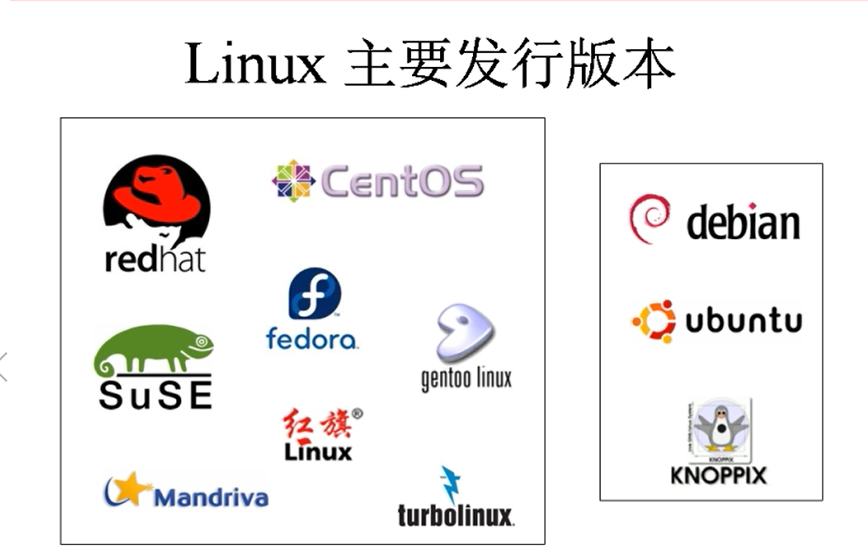 Linux 主要发行版本
redhat
CentOS
fedora
SuSE
gentoo linux
红旗®
Linux
Mandriva
turbolinux
debian
ubuntu
KNOPPIX
KNOPPIX